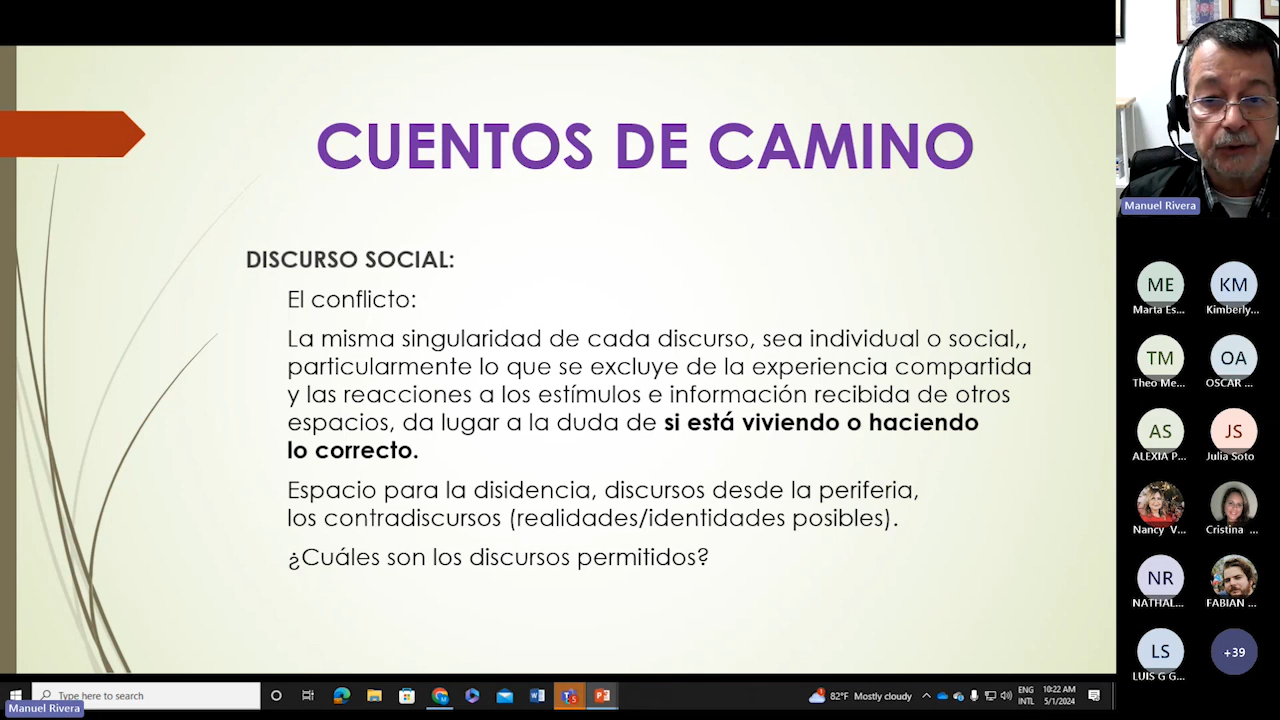 CUENTOS DE CAMINO
DISCURSO SOCIAL:
El conflicto:
La misma singularidad de cada discurso, sea individual o social,,
particularmente lo que se excluye de la experiencia compartida
y las reacciones a los estímulos e información recibida de otros
espacios, da lugar a la duda de si está viviendo o haciendo
lo correcto.
Espacio para la disidencia, discursos desde la periferia,
los contradiscursos (realidades/identidades posibles).
¿Cuáles son los discursos permitidos?
Manuel Rivera
ME
KM
Marta Es...
Kimberly...
TM
OA
Theo Me...
OSCAR ...
AS
JS
ALEXIA P...
Julia Soto
Nancy V...
Cristina ...
NR
NATHAL...
FABIAN ...
LS
+39
LUIS G G...
Type here to search
82°F Mostly cloudy
ENG
INTL
10:22 AM
5/1/2024
Manuel Rivera